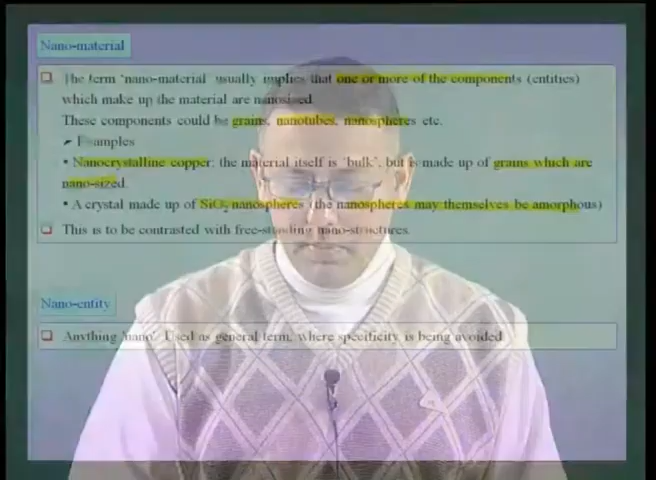 Nano-material
❑ The term 'nano-material' usually implies that one or more of the components (entities)
which make up the material are nanosized.
These components could be grains, nanotubes, nanospheres etc.
➤ Examples
▪ Nanocrystalline copper: the material itself is 'bulk', but is made up of grains which are
nano-sized.
▪ A crystal made up of SiO₂ nanospheres (the nanospheres may themselves be amorphous)
❑ This is to be contrasted with free-standing nano-structures.
Nano-entity
❑ Anything 'nano'. Used as general term, where specificity is being avoided